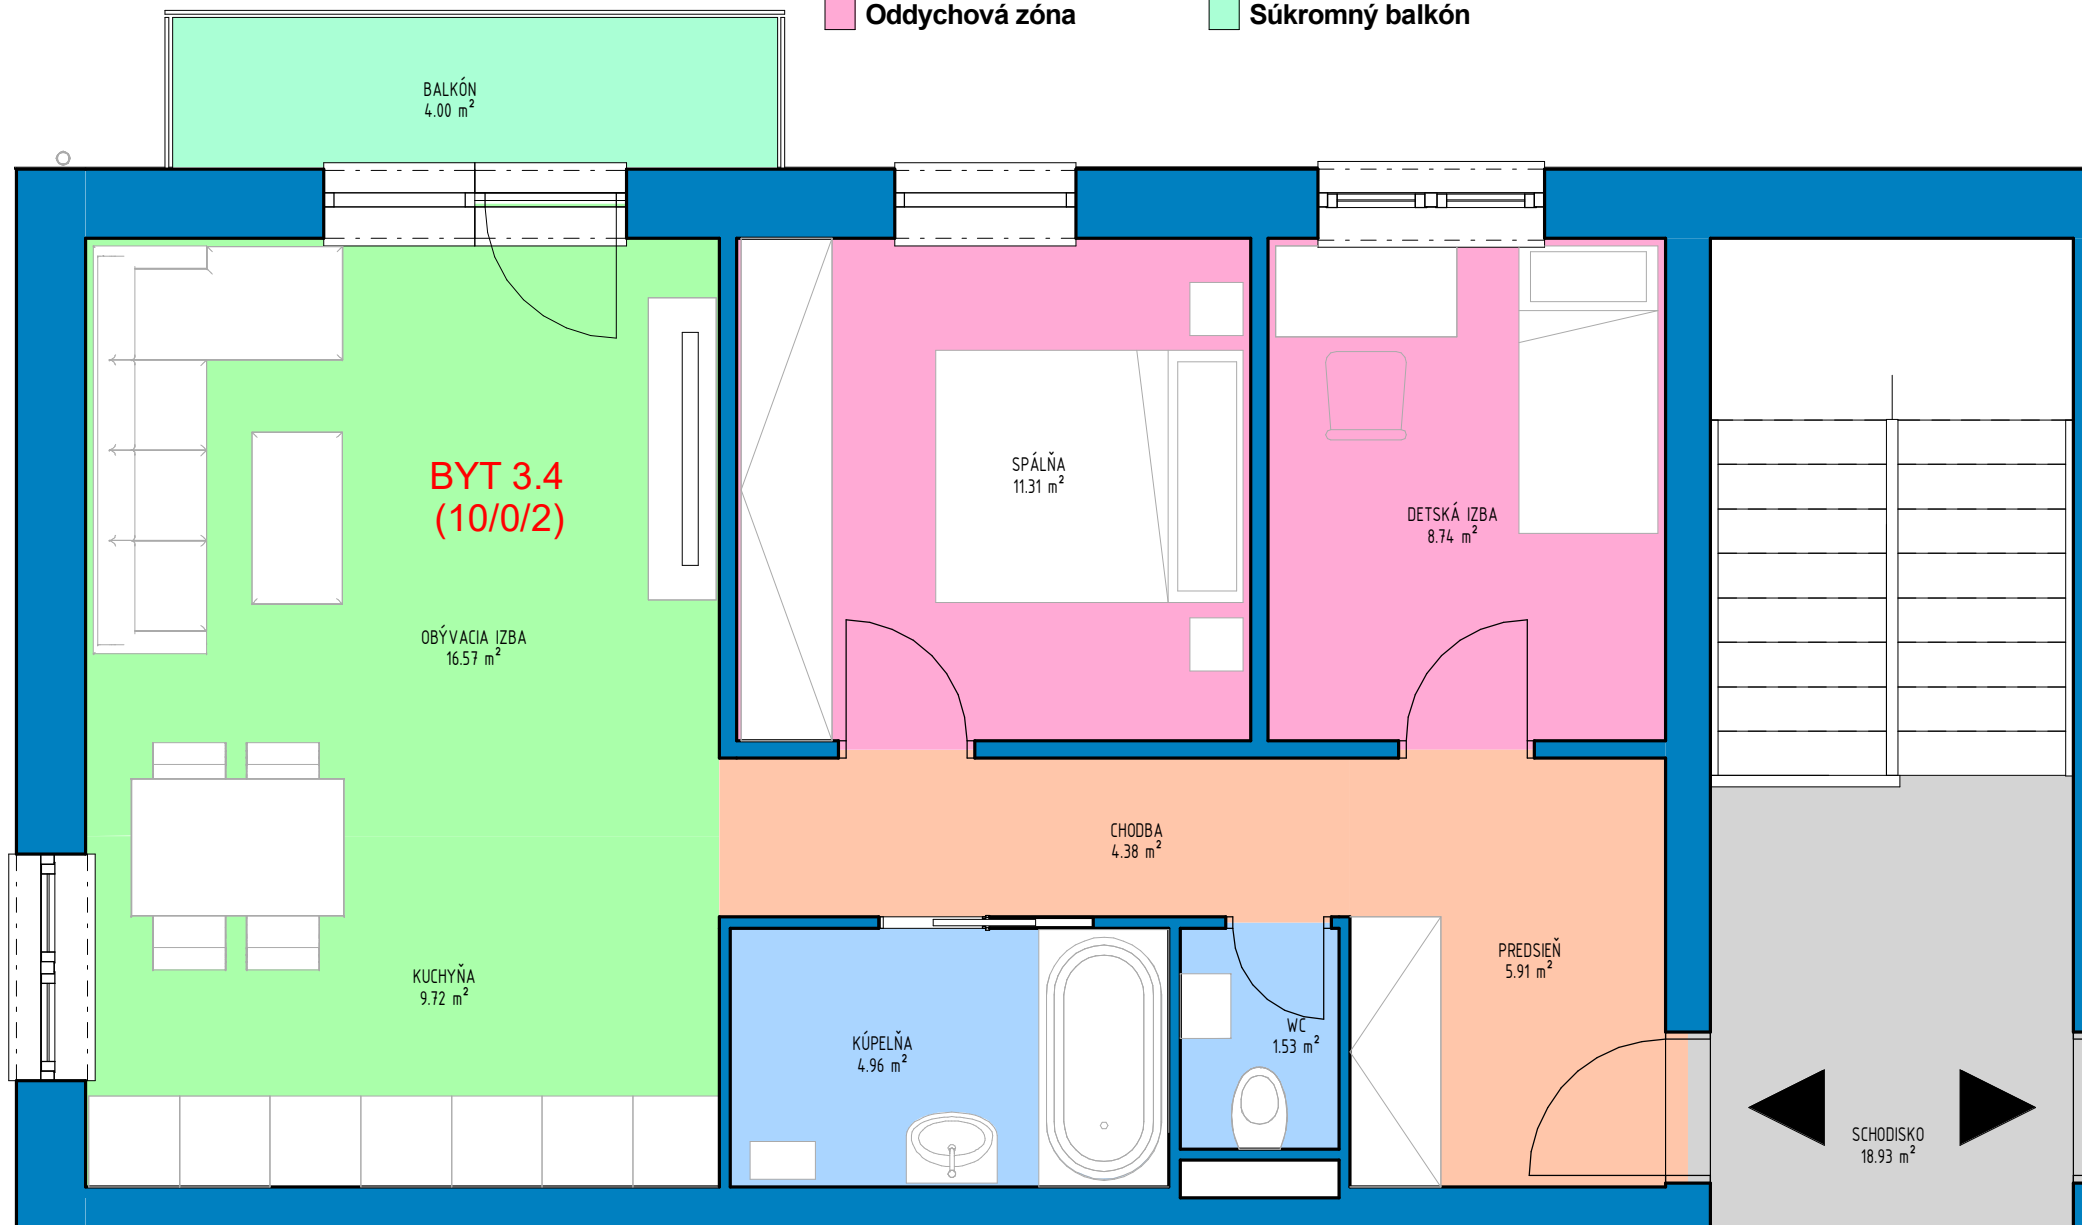 Oddychová zóna
Súkromný balkón
BALKÓN
4.00 m²
BYT 3.4
(10/0/2)
SPÁLŇA
11.31 m²
DETSKÁ IZBA
8.74 m²
OBÝVACIA IZBA
16.57 m²
CHODBA
4.38 m²
PREDSIEŇ
5.91 m²
KUCHYŇA
9.72 m²
KÚPELŇA
4.96 m²
WC
1.53 m²
SCHODISKO
18.93 m²